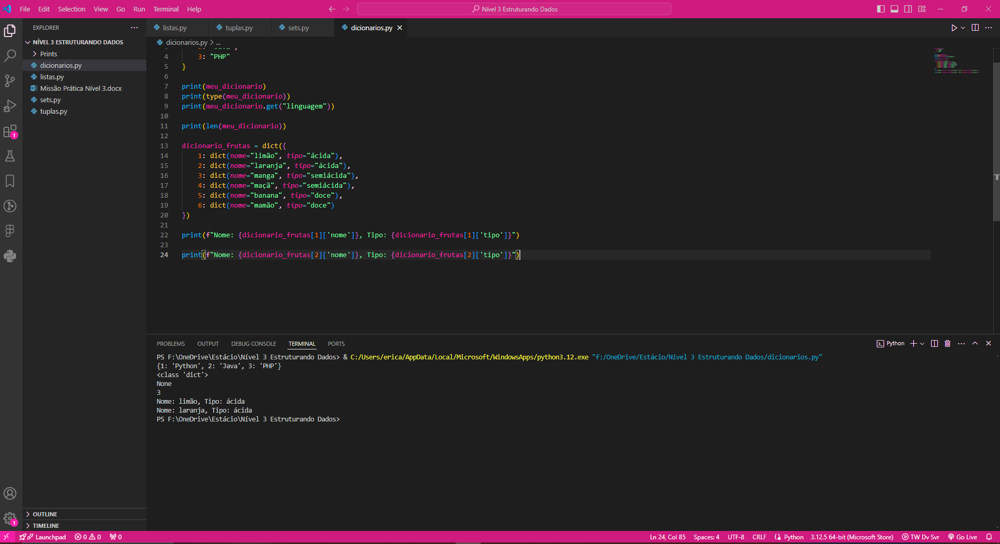 File Edit Selection View Go Run Terminal Help
Nível 3 Estruturando Dados
EXPLORER
NÍVEL 3 ESTRUTURANDO DADOS
Prints
dicionarios.py
listas.py
Missão Prática Nível 3.docx
sets.py
tuplas.py
OUTLINE
TIMELINE
1
1
listas.py tuplas.py sets.py dicionarios.py
dicionarios.py > ...
4 3: "PHP"
5 }
6
7 print(meu_dicionario)
8 print(type(meu_dicionario))
9 print(meu_dicionario.get("linguagem"))
10
11 print(len(meu_dicionario))
12
13 dicionario_frutas = dict({
14 1: dict(nome="limão", tipo="ácida"),
15 2: dict(nome="laranja", tipo="ácida"),
16 3: dict(nome="manga", tipo="semiácida"),
17 4: dict(nome="maçã", tipo="semiácida"),
18 5: dict(nome="banana", tipo="doce"),
19 6: dict(nome="mamão", tipo="doce")
20 })
21
22 print(f"Nome: {dicionario_frutas[1]['nome']}, Tipo: {dicionario_frutas[1]['tipo']}")
23
24 print(f"Nome: {dicionario_frutas[2]['nome']}, Tipo: {dicionario_frutas[2]['tipo']}")
PROBLEMS OUTPUT DEBUG CONSOLE TERMINAL PORTS
Python
PS F:\OneDrive\Estácio\Nível 3 Estruturando Dados> & C:/Users/erica/AppData/Local/Microsoft/WindowsApps/python3.12.exe "f:/OneDrive/Estácio/Nível 3 Estruturando Dados/dicionarios.py"
{1: 'Python', 2: 'Java', 3: 'PHP'}
<class 'dict'>
None
3
Nome: limão, Tipo: ácida
Nome: laranja, Tipo: ácida
PS F:\OneDrive\Estácio\Nível 3 Estruturando Dados>
Launchpad 0 0 0 Ln 24, Col 85 Spaces: 4 UTF-8 CRLF Python 3.12.5 64-bit (Microsoft Store) TW Dv Svr Go Live